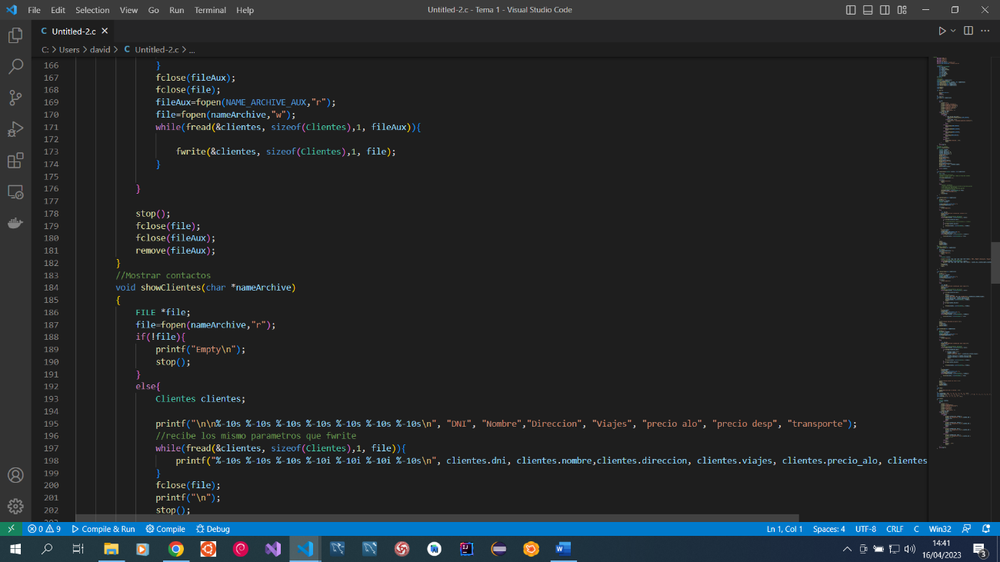 File Edit Selection View Go Run Terminal Help Untitled-2.c - Tema 1 - Visual Studio Code
C Untitled-2.c
C: > Users > david > C Untitled-2.c > ...
166 }
167 fclose(fileAux);
168 fclose(file);
169 fileAux=fopen(NAME_ARCHIVE_AUX,"r");
170 file=fopen(nameArchive,"w");
171 while(fread(&clientes, sizeof(Clientes),1, fileAux)){
172
173 fwrite(&clientes, sizeof(Clientes),1, file);
174 }
175
176 }
177
178 stop();
179 fclose(file);
180 fclose(fileAux);
181 remove(fileAux);
182 }
183 //Mostrar contactos
184 void showClientes(char *nameArchive)
185 {
186 FILE *file;
187 file=fopen(nameArchive,"r");
188 if(!file){
189 printf("Empty\n");
190 stop();
191 }
192 else{
193 Clientes clientes;
194
195 printf("\n\n%-10s %-10s %-10s %-10s %-10s %-10s %-10s\n", "DNI", "Nombre","Direccion", "Viajes", "precio alo", "precio desp", "transporte");
196 //recibe los mismo parametros que fwrite
197 while(fread(&clientes, sizeof(Clientes),1, file)){
198 printf("%-10s %-10s %-10s %-10i %-10i %-10i %-10s\n", clientes.dni, clientes.nombre,clientes.direccion, clientes.viajes, clientes.precio_alo, clientes
199 }
200 fclose(file);
201 printf("\n");
202 stop();
0 9 Compile & Run Compile Debug Ln 1, Col 1 Spaces: 4 UTF-8 CRLF C Win32
14:41
16/04/2023
3